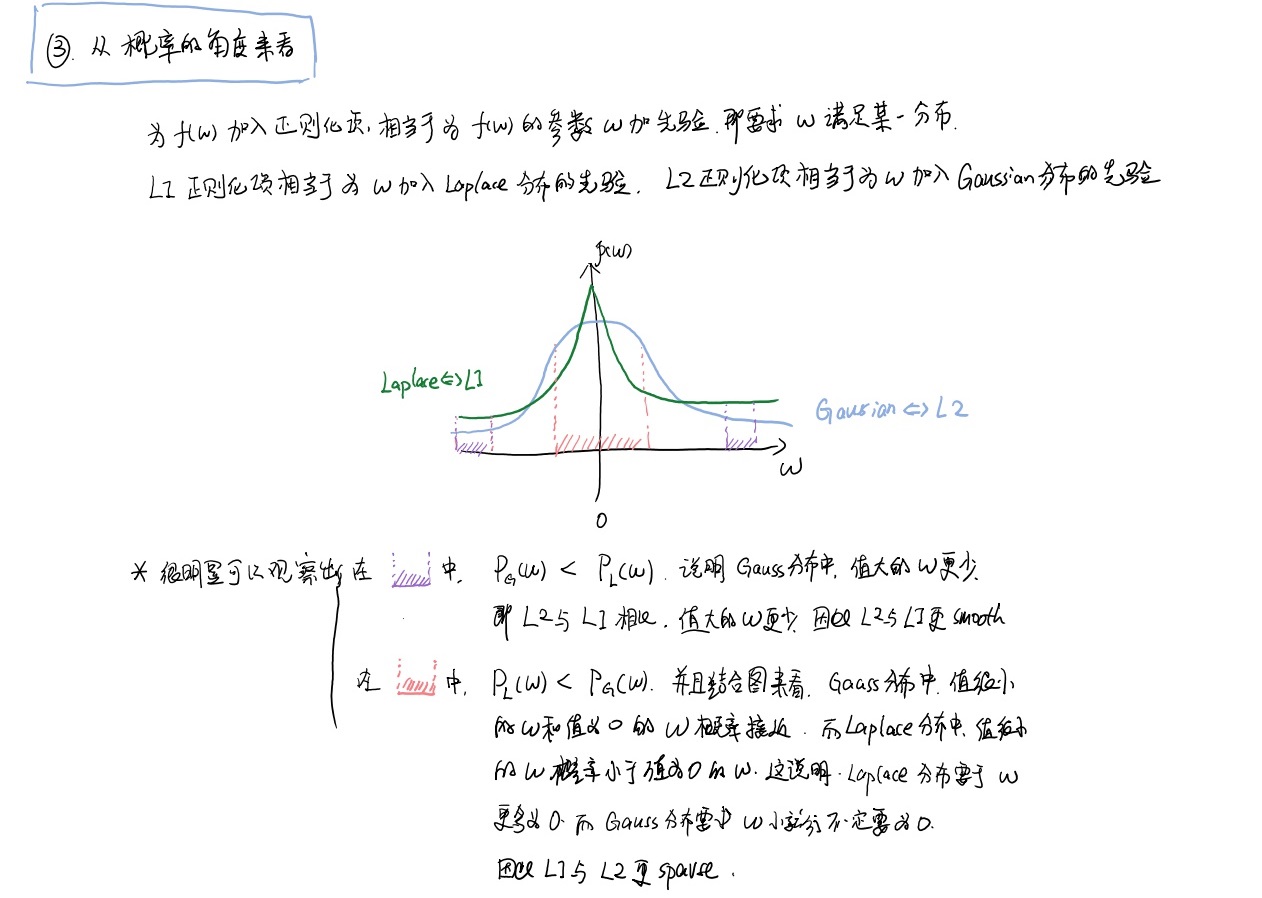 ③. 从概率的角度来看
为 f(w) 加入正则化项, 相当于为 f(w) 的参数 w 加先验, 即要求 w 满足某一分布.
L1 正则化项相当于为 w 加入 Laplace 分布的先验, L2 正则化项相当于为 w 加入 Gaussian 分布的先验
p(w)
Laplace⇔L1
Gaussian⇔L2
w
0
* 很明显可以观察出, 在 中, P_G(w) < P_L(w). 说明 Gauss 分布中, 值大的 w 更少,
即 L2 与 L1 相比, 值大的 w 更少, 因此 L2 与 L1 更 smooth
在 中, P_L(w) < P_G(w). 并且结合图来看, Gauss 分布中, 值较小
的 w 和值为 0 的 w 概率接近. 而 Laplace 分布中, 值较小
的 w 概率小于值为 0 的 w. 这说明, Laplace 分布要于 w
更多为 0. 而 Gauss 分布要求 w 小部分不一定要为 0.
因此 L1 与 L2 更 sparse.